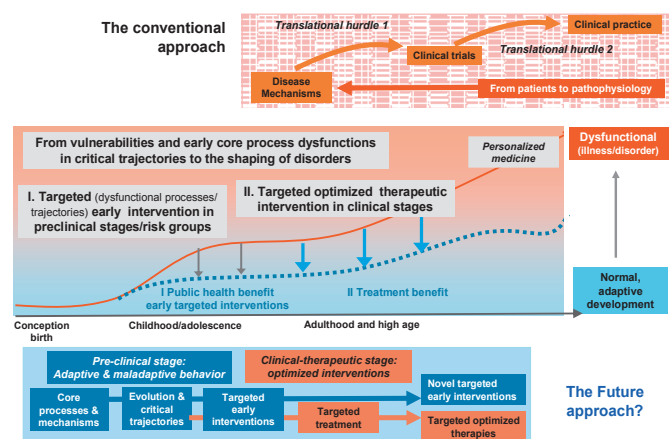 The conventional
approach
Translational hurdle 1
Clinical practice
Clinical trials
Translational hurdle 2
Disease
Mechanisms
From patients to pathophysiology
From vulnerabilities and early core process dysfunctions
in critical trajectories to the shaping of disorders
Personalized
medicine
Dysfunctional
(illness/disorder)
I. Targeted (dysfunctional processes/
trajectories) early intervention in
preclinical stages/risk groups
II. Targeted optimized therapeutic
intervention in clinical stages
I Public health benefit
early targeted interventions
II Treatment benefit
Normal,
adaptive
development
Conception
birth
Childhood/adolescence
Adulthood and high age
Pre-clinical stage:
Adaptive & maladaptive behavior
Clinical-therapeutic stage:
optimized interventions
Core
processes &
mechanisms
Evolution &
critical
trajectories
Targeted
early
interventions
Targeted
treatment
Novel targeted
early interventions
Targeted optimized
therapies
The Future
approach?